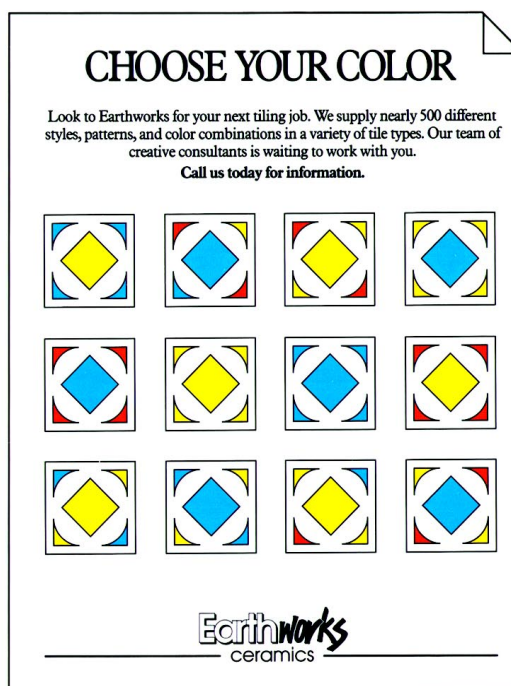 CHOOSE YOUR COLOR
Look to Earthworks for your next tiling job. We supply nearly 500 different
styles, patterns, and color combinations in a variety of tile types. Our team of
creative consultants is waiting to work with you.
Call us today for information.
Earthworks
ceramics